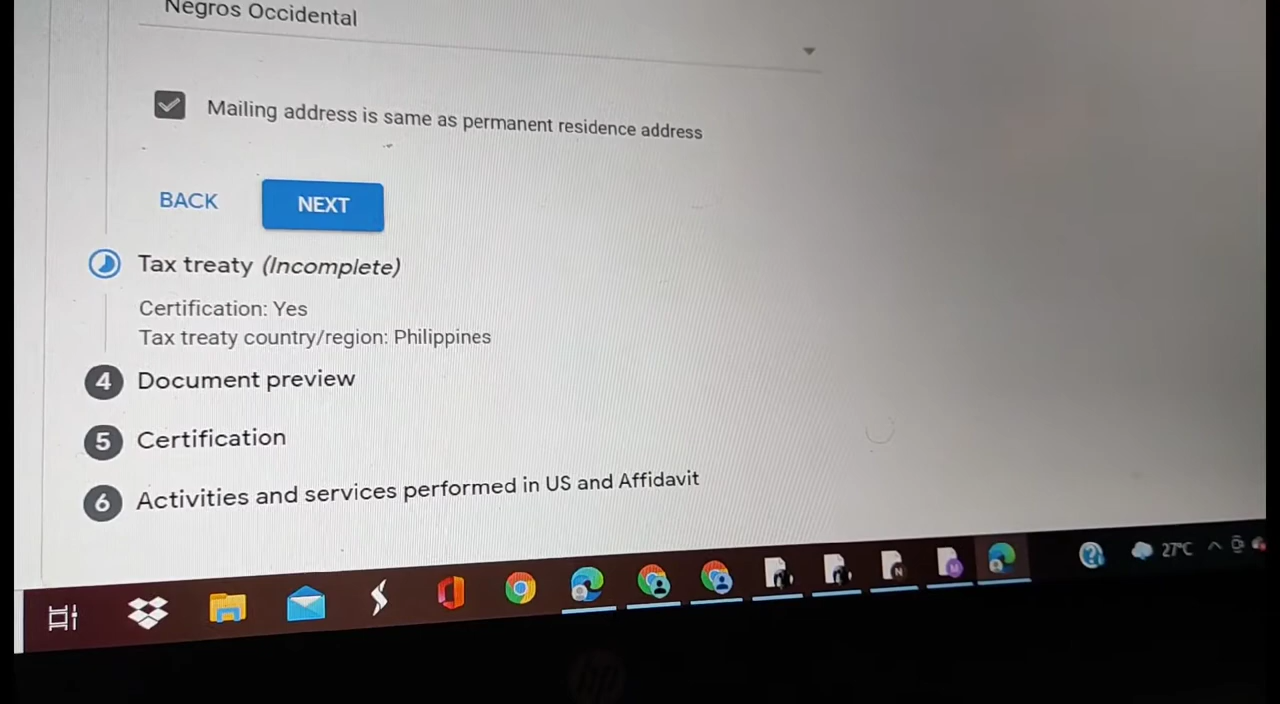 Negros Occidental
Mailing address is same as permanent residence address
BACK
NEXT
Tax treaty (Incomplete)
Certification: Yes
Tax treaty country/region: Philippines
4 Document preview
5 Certification
6 Activities and services performed in US and Affidavit
27°C
N
M
hp